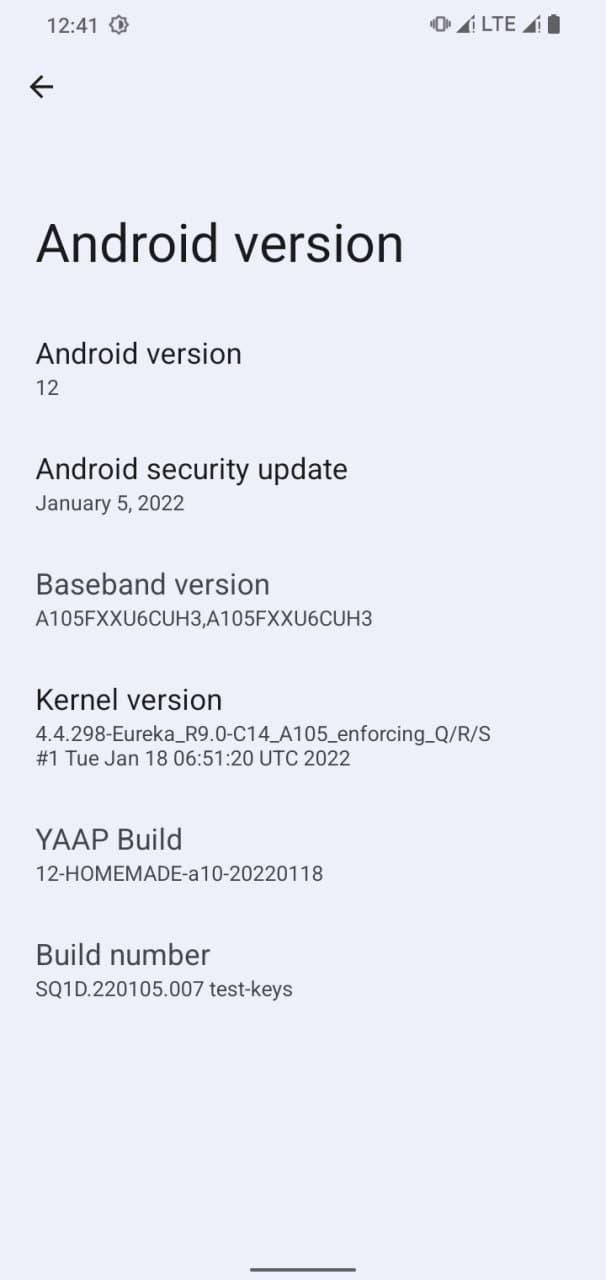 12:41
LTE
Android version
Android version
12
Android security update
January 5, 2022
Baseband version
A105FXXU6CUH3,A105FXXU6CUH3
Kernel version
4.4.298-Eureka_R9.0-C14_A105_enforcing_Q/R/S
#1 Tue Jan 18 06:51:20 UTC 2022
YAAP Build
12-HOMEMADE-a10-20220118
Build number
SQ1D.220105.007 test-keys